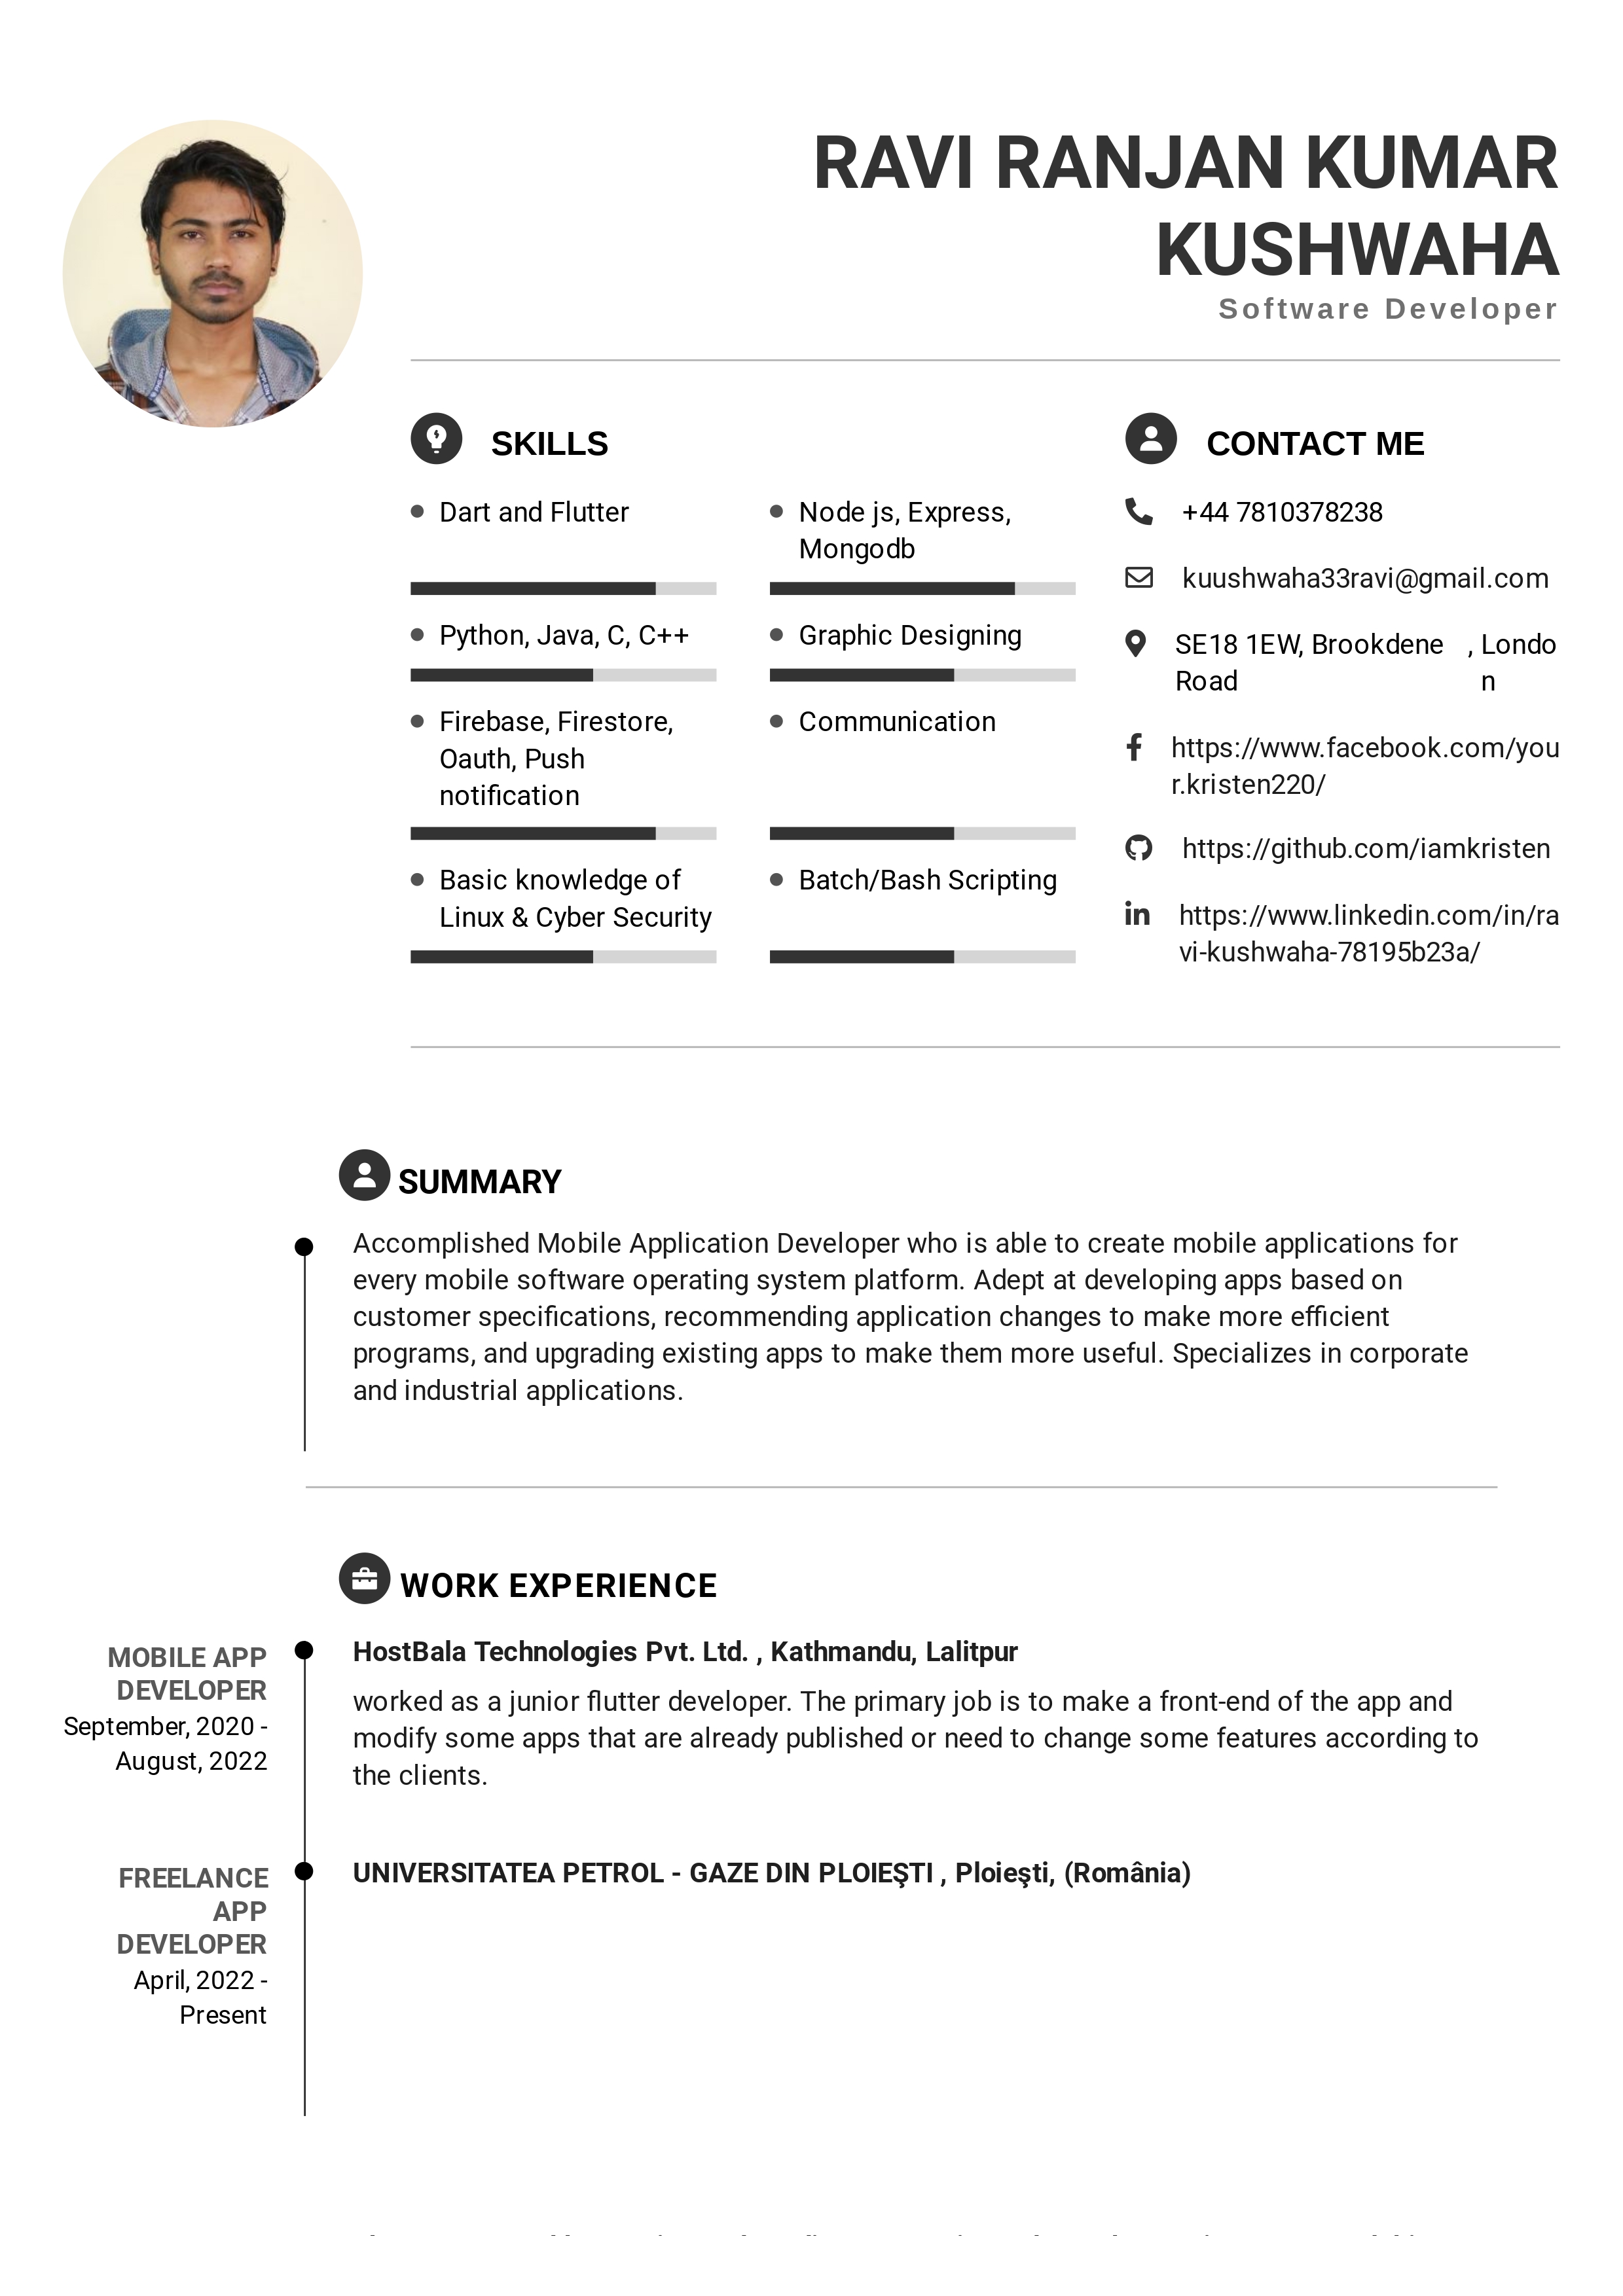 RAVI RANJAN KUMAR
KUSHWAHA
Software Developer
SKILLS
Dart and Flutter
Node js, Express,
Mongodb
Python, Java, C, C++
Graphic Designing
Firebase, Firestore,
Oauth, Push
notification
Communication
Basic knowledge of
Linux & Cyber Security
Batch/Bash Scripting
CONTACT ME
+44 7810378238
kuushwaha33ravi@gmail.com
SE18 1EW, Brookdene , Londo
Road n
https://www.facebook.com/you
r.kristen220/
https://github.com/iamkristen
https://www.linkedin.com/in/ra
vi-kushwaha-78195b23a/
SUMMARY
Accomplished Mobile Application Developer who is able to create mobile applications for
every mobile software operating system platform. Adept at developing apps based on
customer specifications, recommending application changes to make more efficient
programs, and upgrading existing apps to make them more useful. Specializes in corporate
and industrial applications.
WORK EXPERIENCE
MOBILE APP
DEVELOPER
September, 2020 -
August, 2022
HostBala Technologies Pvt. Ltd. , Kathmandu, Lalitpur
worked as a junior flutter developer. The primary job is to make a front-end of the app and
modify some apps that are already published or need to change some features according to
the clients.
FREELANCE
APP
DEVELOPER
April, 2022 -
Present
UNIVERSITATEA PETROL - GAZE DIN PLOIEŞTI , Ploieşti, (România)